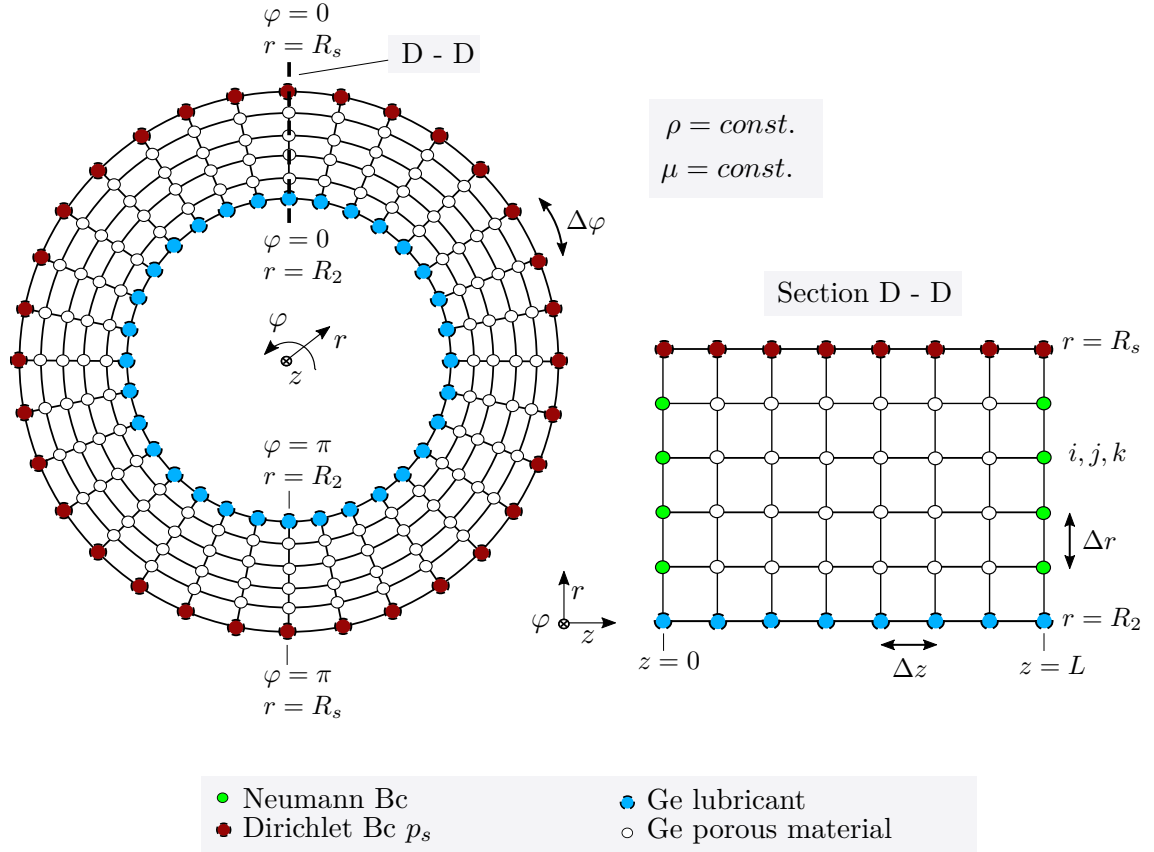 φ = 0
r = R_s
D - D
ρ = const.
μ = const.
Δφ
φ = 0
r = R_2
φ
r
z
Section D - D
r = R_s
φ = π
r = R_2
i, j, k
Δr
r
φ
z
r = R_2
z = 0
Δz
z = L
φ = π
r = R_s
Neumann Bc
Dirichlet Bc p_s
Ge lubricant
Ge porous material